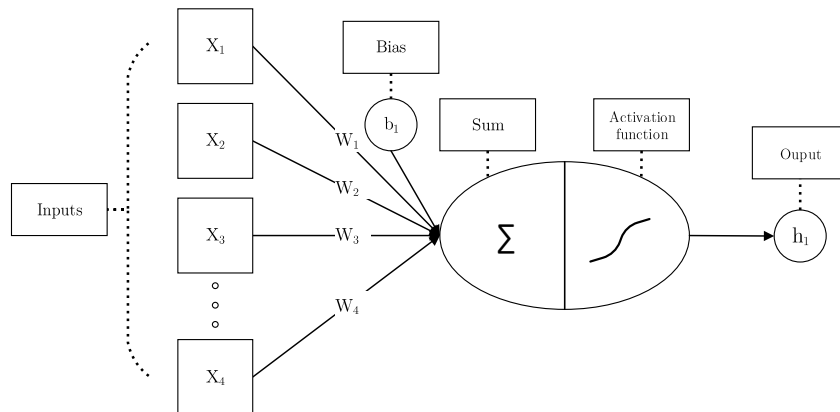 X₁
X₂
X₃
X₄
Inputs
W₁
W₂
W₃
W₄
Bias
b₁
Sum
∑
Activation
function
Ouput
h₁